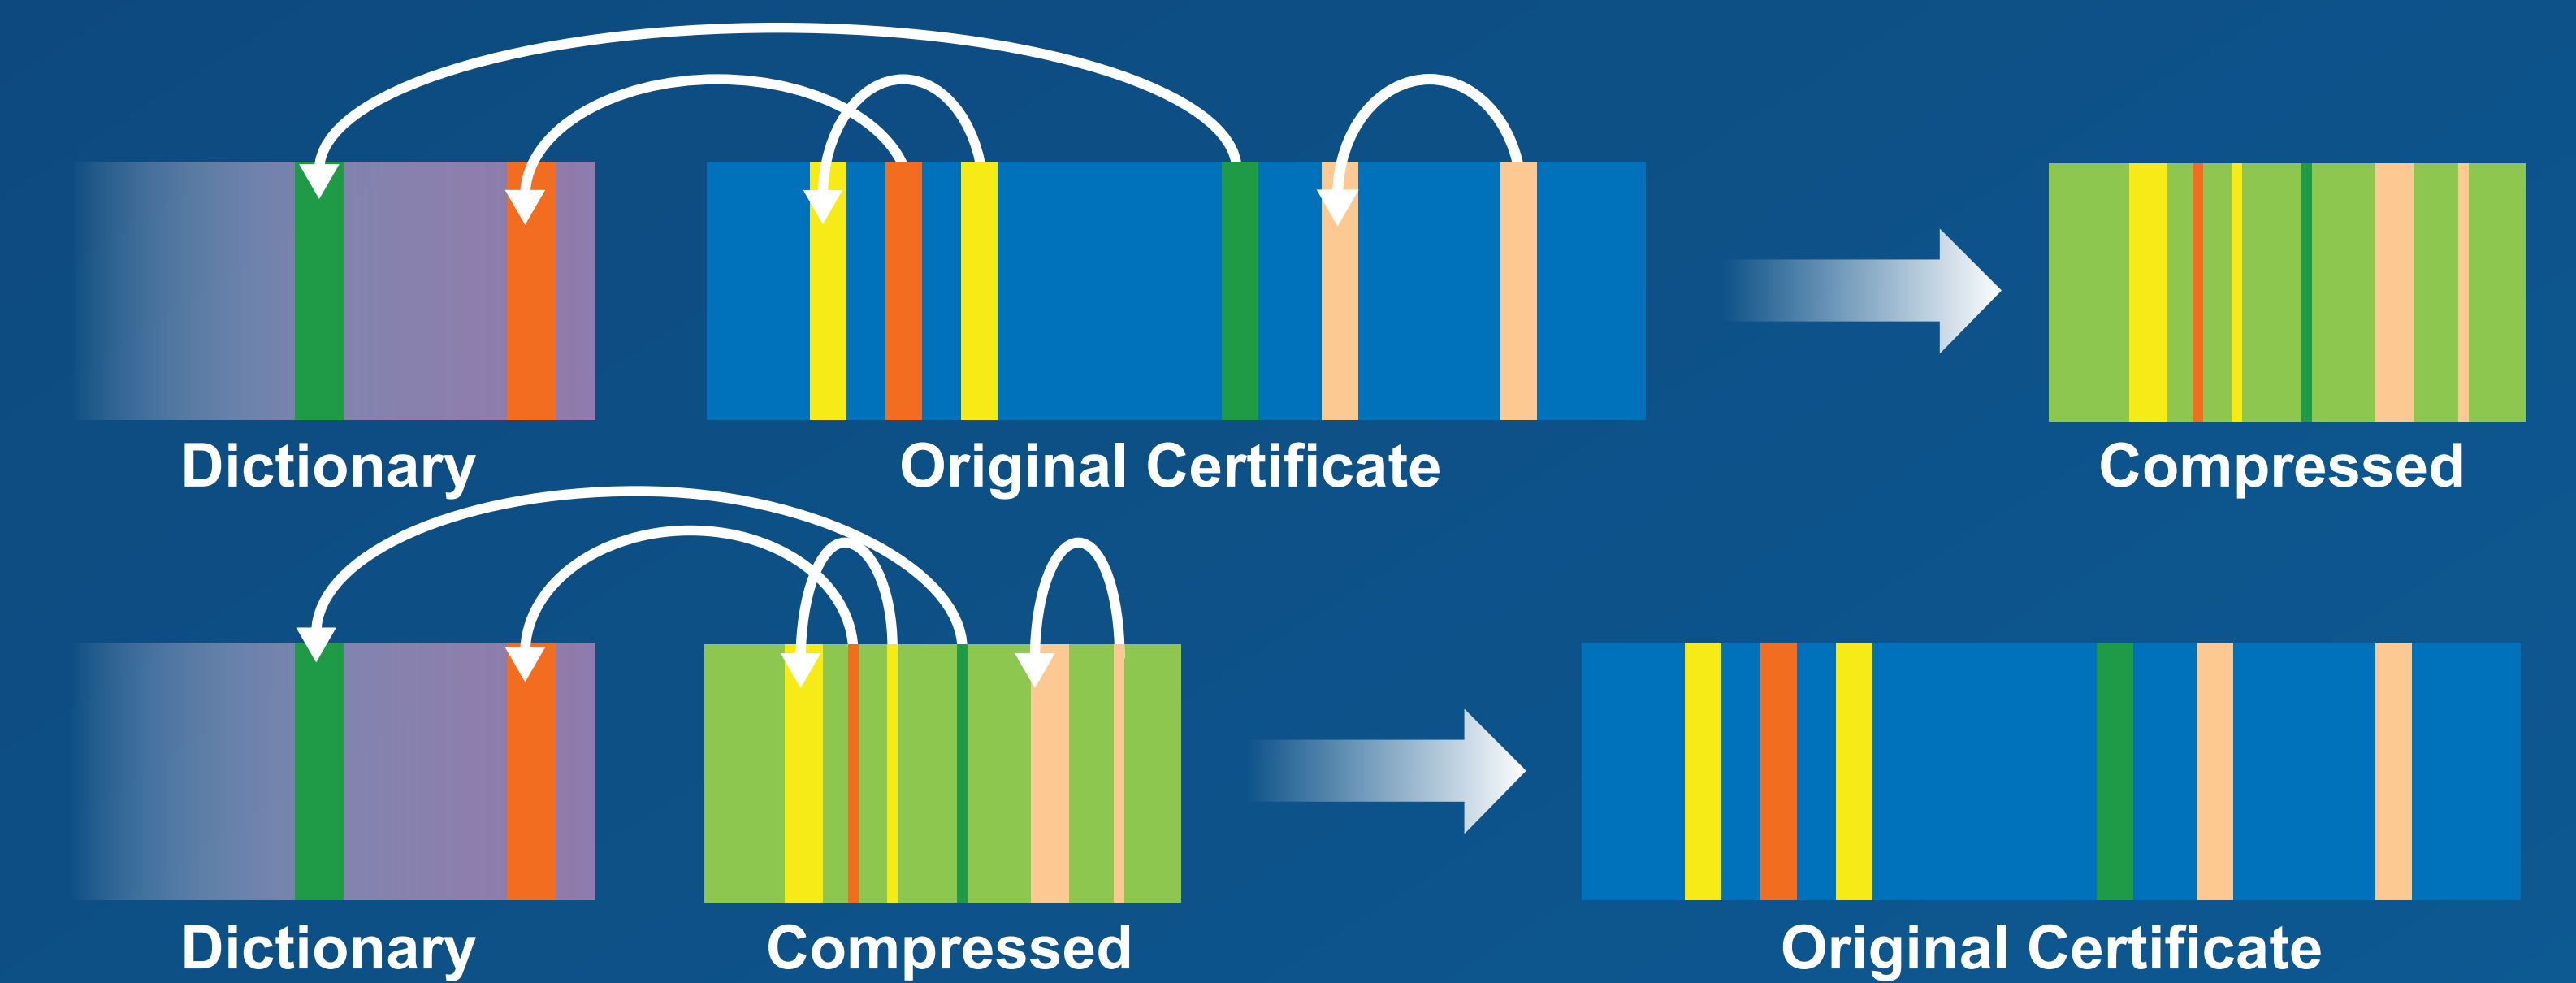 Dictionary
Original Certificate
Compressed
Dictionary
Compressed
Original Certificate